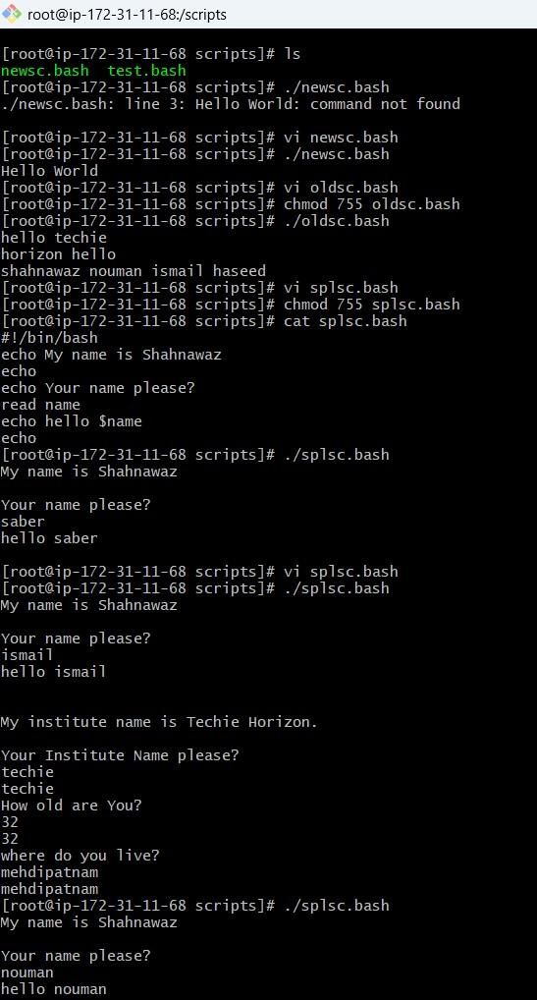 root@ip-172-31-11-68:/scripts
[root@ip-172-31-11-68 scripts]# ls
newsc.bash  test.bash
[root@ip-172-31-11-68 scripts]# ./newsc.bash
./newsc.bash: line 3: Hello World: command not found
[root@ip-172-31-11-68 scripts]# vi newsc.bash
[root@ip-172-31-11-68 scripts]# ./newsc.bash
Hello World
[root@ip-172-31-11-68 scripts]# vi oldsc.bash
[root@ip-172-31-11-68 scripts]# chmod 755 oldsc.bash
[root@ip-172-31-11-68 scripts]# ./oldsc.bash
hello techie
horizon hello
shahnawaz nouman ismail haseed
[root@ip-172-31-11-68 scripts]# vi splsc.bash
[root@ip-172-31-11-68 scripts]# chmod 755 splsc.bash
[root@ip-172-31-11-68 scripts]# cat splsc.bash
#!/bin/bash
echo My name is Shahnawaz
echo
echo Your name please?
read name
echo hello $name
echo
[root@ip-172-31-11-68 scripts]# ./splsc.bash
My name is Shahnawaz
Your name please?
saber
hello saber
[root@ip-172-31-11-68 scripts]# vi splsc.bash
[root@ip-172-31-11-68 scripts]# ./splsc.bash
My name is Shahnawaz
Your name please?
ismail
hello ismail
My institute name is Techie Horizon.
Your Institute Name please?
techie
techie
How old are You?
32
32
where do you live?
mehdipatnam
mehdipatnam
[root@ip-172-31-11-68 scripts]# ./splsc.bash
My name is Shahnawaz
Your name please?
nouman
hello nouman